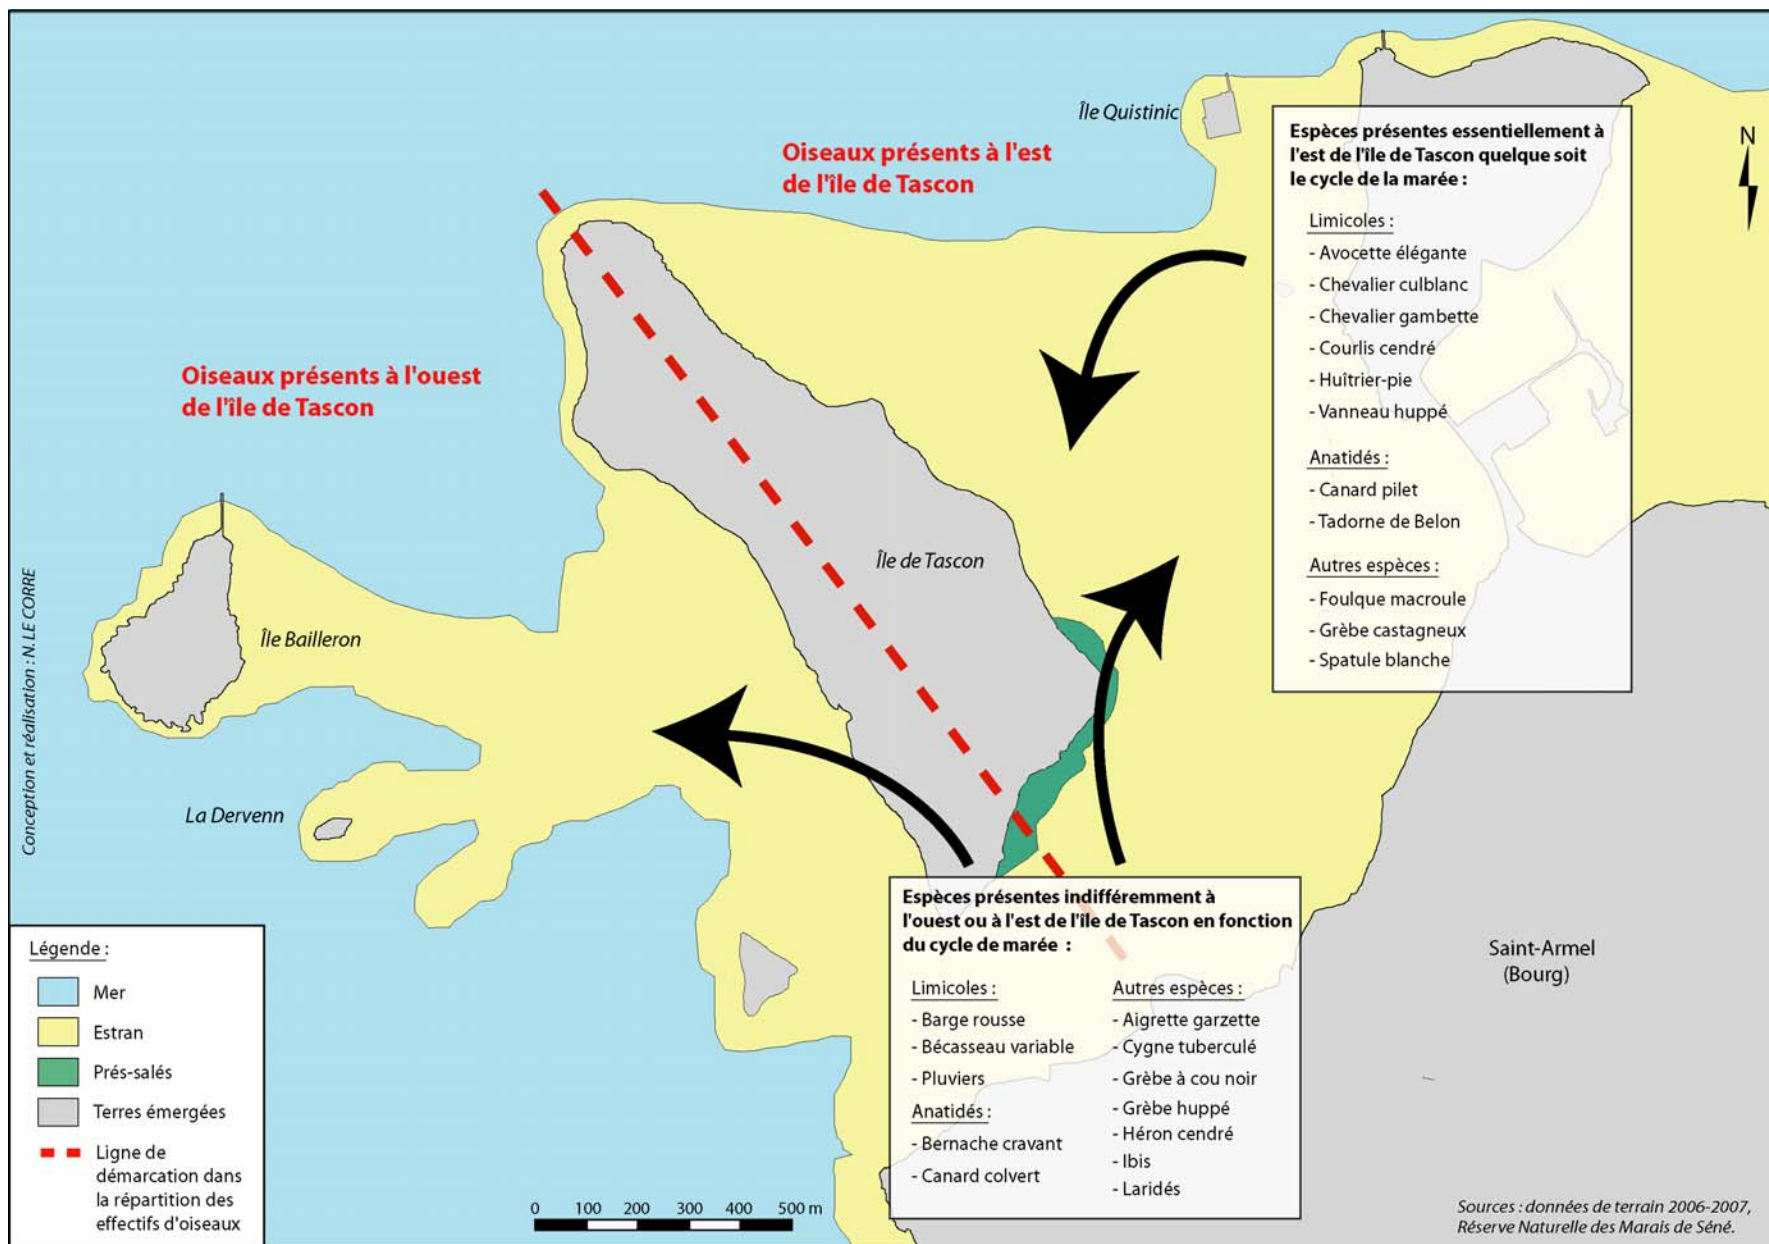 Île Quistinic
Oiseaux présents à l'est
de l'île de Tascon
Espèces présentes essentiellement à
l'est de l'île de Tascon quelque soit
le cycle de la marée :
Limicoles :
- Avocette élégante
- Chevalier culblanc
- Chevalier gambette
- Courlis cendré
- Huîtrier-pie
- Vanneau huppé
Anatidés :
- Canard pilet
- Tadorne de Belon
Autres espèces :
- Foulque macroule
- Grèbe castagneux
- Spatule blanche
N
Oiseaux présents à l'ouest
de l'île de Tascon
Île de Tascon
Île Bailleron
La Dervenn
Conception et réalisation : N. LE CORRE
Espèces présentes indifféremment à
l'ouest ou à l'est de l'île de Tascon en fonction
du cycle de marée :
Limicoles :
- Barge rousse
- Bécasseau variable
- Pluviers
Anatidés :
- Bernache cravant
- Canard colvert
Autres espèces :
- Aigrette garzette
- Cygne tuberculé
- Grèbe à cou noir
- Grèbe huppé
- Héron cendré
- Ibis
- Laridés
Saint-Armel
(Bourg)
Légende :
Mer
Estran
Prés-salés
Terres émergées
Ligne de
démarcation dans
la répartition des
effectifs d'oiseaux
0 100 200 300 400 500 m
Sources : données de terrain 2006-2007,
Réserve Naturelle des Marais de Séné.